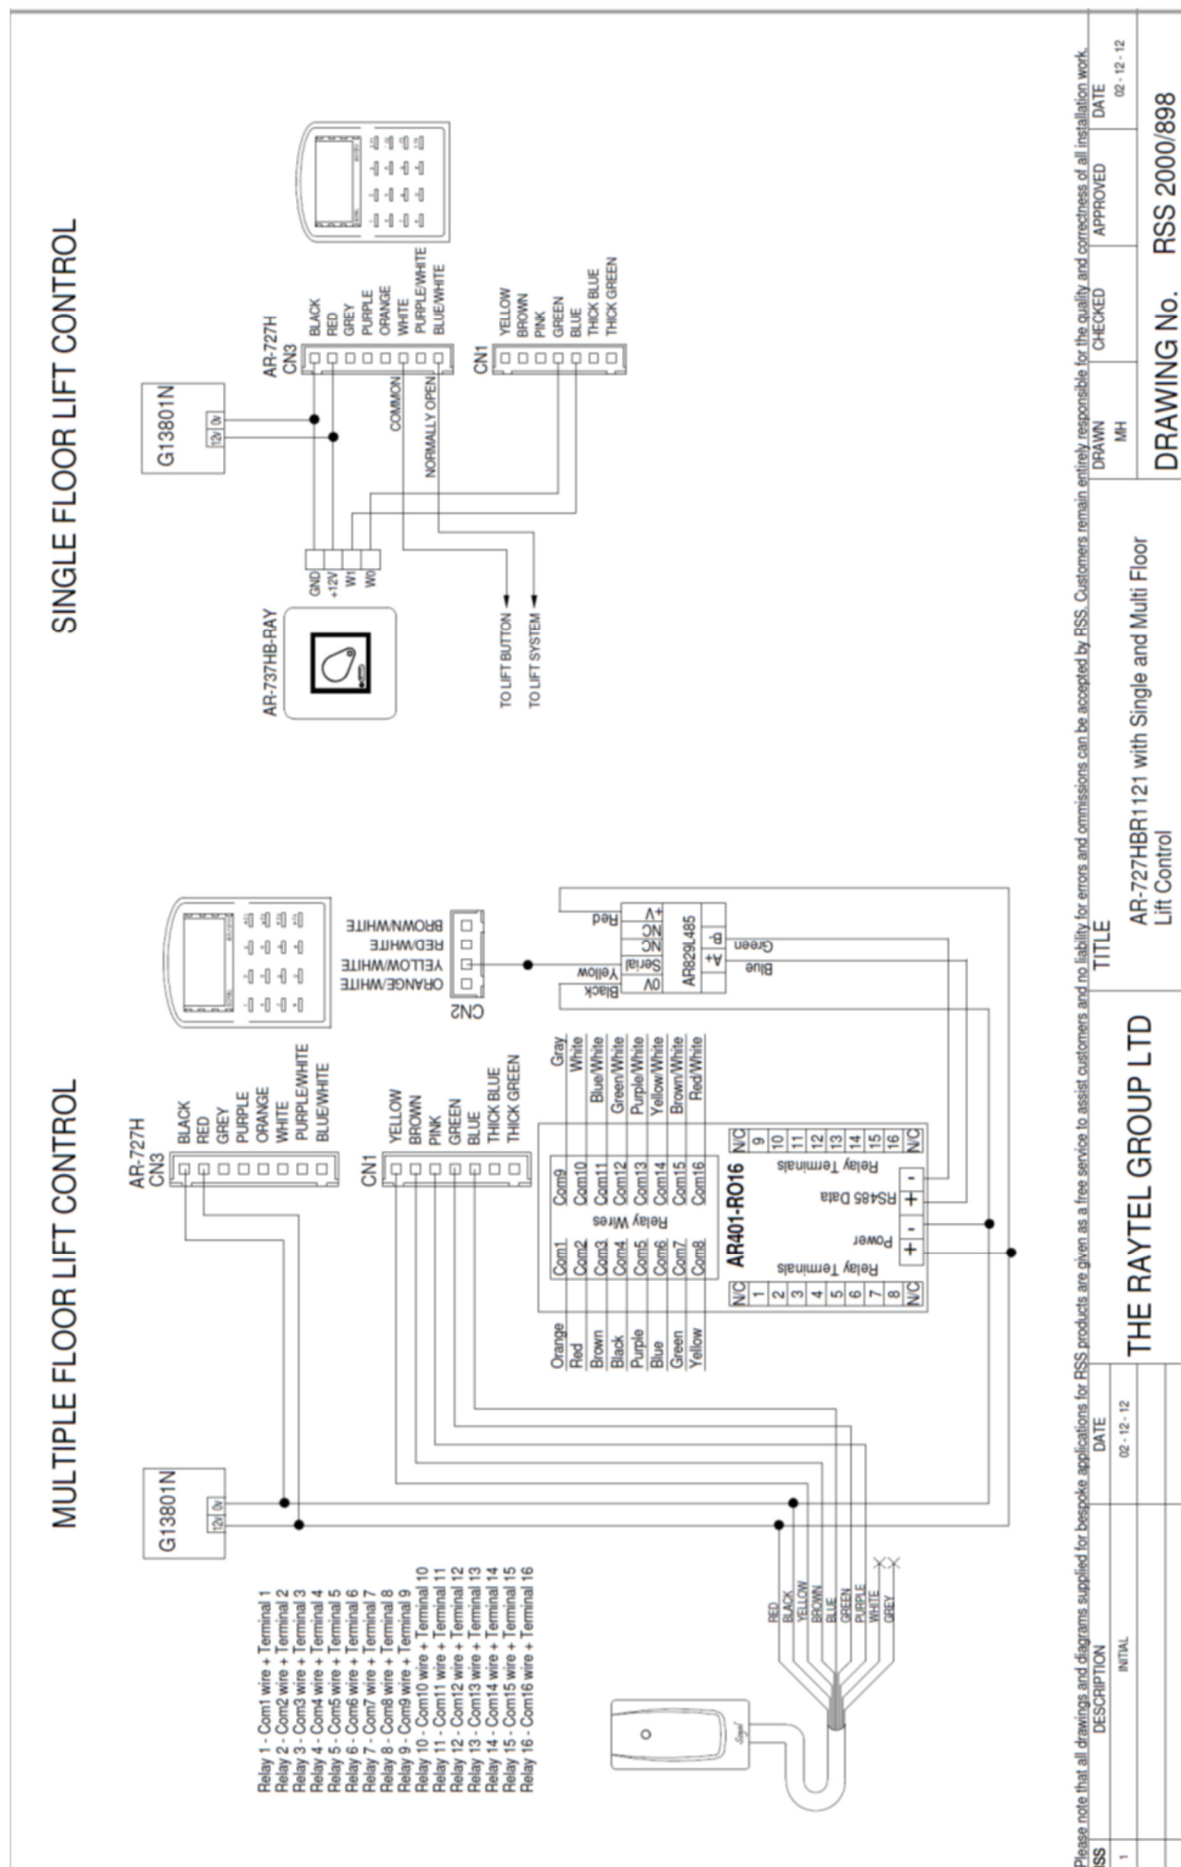 MULTIPLE FLOOR LIFT CONTROL
G13801N
12v 0v
AR-727H
CN3
BLACK
RED
GREY
PURPLE
ORANGE
WHITE
PURPLE/WHITE
BLUE/WHITE
CN1
YELLOW
BROWN
PINK
GREEN
BLUE
THICK BLUE
THICK GREEN
CN2
ORANGE/WHITE
YELLOW/WHITE
RED/WHITE
BROWN/WHITE
Relay 1 - Com1 wire + Terminal 1
Relay 2 - Com2 wire + Terminal 2
Relay 3 - Com3 wire + Terminal 3
Relay 4 - Com4 wire + Terminal 4
Relay 5 - Com5 wire + Terminal 5
Relay 6 - Com6 wire + Terminal 6
Relay 7 - Com7 wire + Terminal 7
Relay 8 - Com8 wire + Terminal 8
Relay 9 - Com9 wire + Terminal 9
Relay 10 - Com10 wire + Terminal 10
Relay 11 - Com11 wire + Terminal 11
Relay 12 - Com12 wire + Terminal 12
Relay 13 - Com13 wire + Terminal 13
Relay 14 - Com14 wire + Terminal 14
Relay 15 - Com15 wire + Terminal 15
Relay 16 - Com16 wire + Terminal 16
RED
BLACK
YELLOW
BROWN
BLUE
GREEN
PURPLE
WHITE
GREY
Orange
Red
Brown
Black
Purple
Blue
Green
Yellow
Com1 Com9
Com2 Com10
Com3 Com11
Com4 Com12
Com5 Com13
Com6 Com14
Com7 Com15
Com8 Com16
Relay Wires
Gray
White
Blue/White
Green/White
Purple/White
Yellow/White
Brown/White
Red/White
AR401-RO16
N/C
1
2
3
4
5
6
7
8
N/C
Relay Terminals
N/C
9
10
11
12
13
14
15
16
N/C
Relay Terminals
Power
RS485 Data
+ - + -
Black
Yellow
Red
0V
Serial
NC
NC
V+
AR829L485
A+
B-
Blue
Green
SINGLE FLOOR LIFT CONTROL
G13801N
12v 0v
AR-737HB-RAY
GND
+12V
W1
W0
TO LIFT BUTTON
TO LIFT SYSTEM
COMMON
NORMALLY OPEN
AR-727H
CN3
BLACK
RED
GREY
PURPLE
ORANGE
WHITE
PURPLE/WHITE
BLUE/WHITE
CN1
YELLOW
BROWN
PINK
GREEN
BLUE
THICK BLUE
THICK GREEN
Please note that all drawings and diagrams supplied for bespoke applications for RSS products are given as a free service to assist customers and no liability for errors and ommissions can be accepted by RSS. Customers remain entirely responsible for the quality and correctness of all installation work.
DESCRIPTION DATE
1 INITIAL 02 - 12 - 12
THE RAYTEL GROUP LTD
TITLE
AR-727HBR1121 with Single and Multi Floor
Lift Control
DRAWN CHECKED APPROVED DATE
MH 02 - 12 - 12
DRAWING No. RSS 2000/898